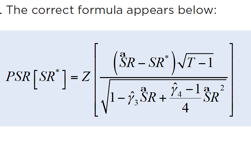 . The correct formula appears below:
PSR[SR*] = Z[(ŜR − SR*)√T − 1 / √(1 − γ̂₃ŜR + (γ̂₄ − 1)/4 ŜR²)]